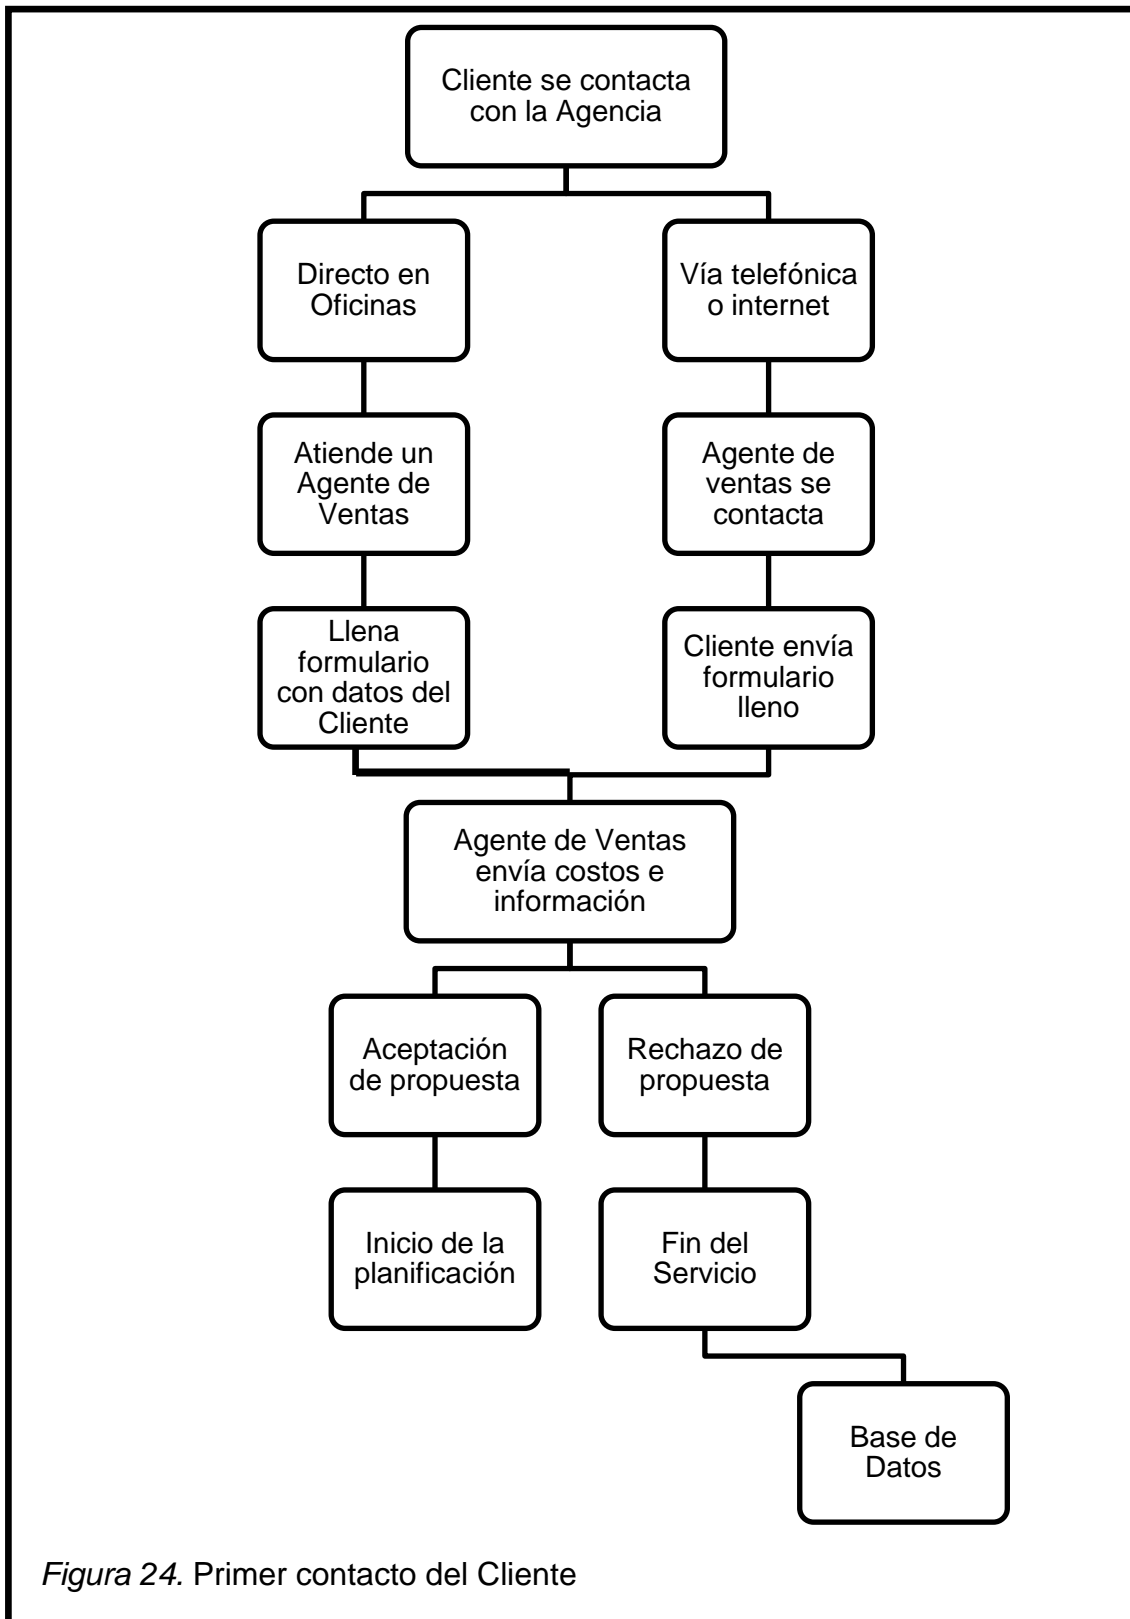 Cliente se contacta
con la Agencia
Directo en
Oficinas
Vía telefónica
o internet
Atiende un
Agente de
Ventas
Agente de
ventas se
contacta
Llena
formulario
con datos del
Cliente
Cliente envía
formulario
lleno
Agente de Ventas
envía costos e
información
Aceptación
de propuesta
Rechazo de
propuesta
Inicio de la
planificación
Fin del
Servicio
Base de
Datos
Figura 24. Primer contacto del Cliente